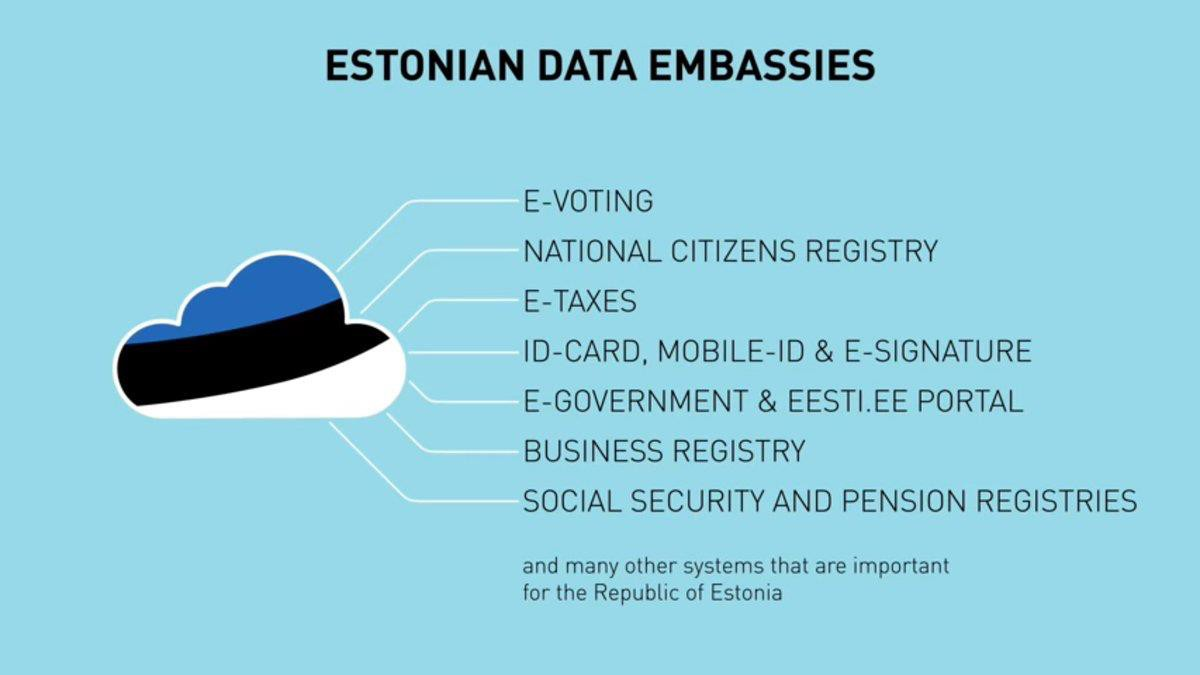 ESTONIAN DATA EMBASSIES
E-VOTING
NATIONAL CITIZENS REGISTRY
E-TAXES
ID-CARD, MOBILE-ID & E-SIGNATURE
E-GOVERNMENT & EESTI.EE PORTAL
BUSINESS REGISTRY
SOCIAL SECURITY AND PENSION REGISTRIES
and many other systems that are important
for the Republic of Estonia